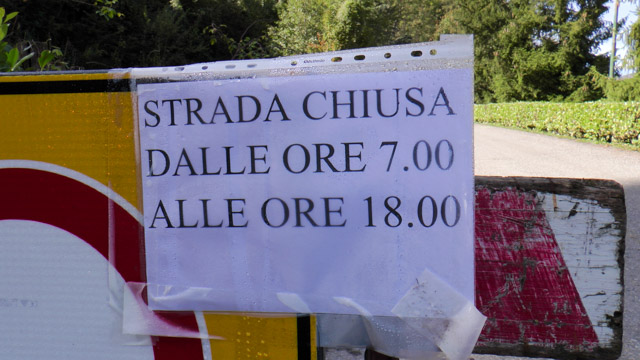 STRADA CHIUSA
DALLE ORE 7.00
ALLE ORE 18.00